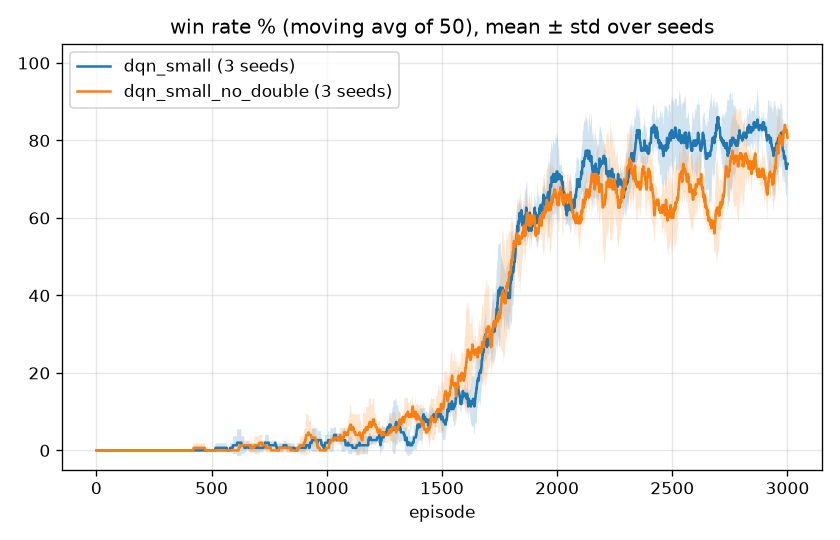 win rate % (moving avg of 50), mean ± std over seeds
dqn_small (3 seeds)
dqn_small_no_double (3 seeds)
100
80
60
40
20
0
0 500 1000 1500 2000 2500 3000
episode